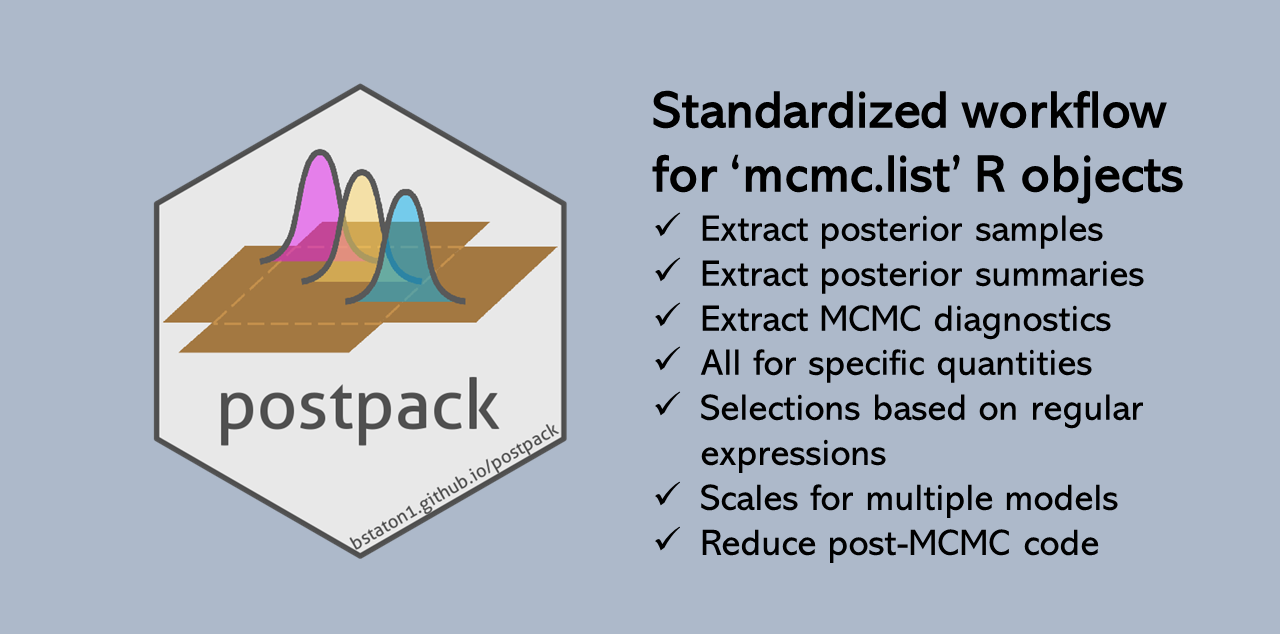 postpack
bstaton1.github.io/postpack
Standardized workflow
for ‘mcmc.list’ R objects
✓ Extract posterior samples
✓ Extract posterior summaries
✓ Extract MCMC diagnostics
✓ All for specific quantities
✓ Selections based on regular
expressions
✓ Scales for multiple models
✓ Reduce post-MCMC code